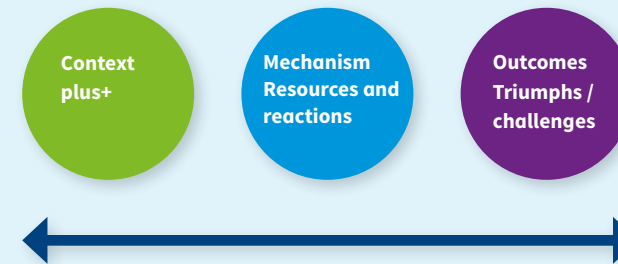 Context
plus+
Mechanism
Resources and
reactions
Outcomes
Triumphs /
challenges